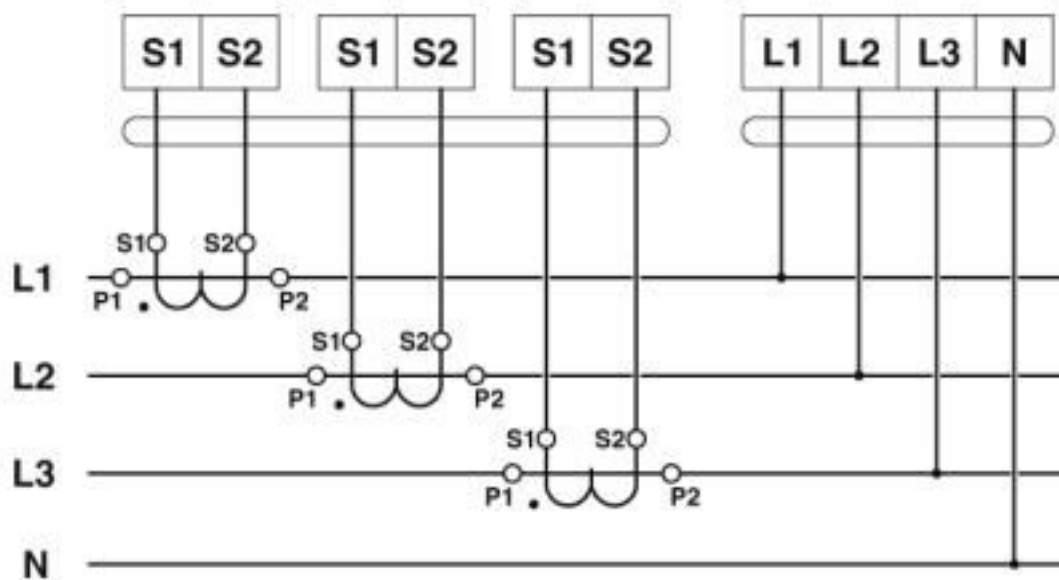 S1 S2 S1 S2 S1 S2 L1 L2 L3 N
S1 S2
L1
P1 P2
S1 S2
L2
P1 P2
S1 S2
L3
P1 P2
N